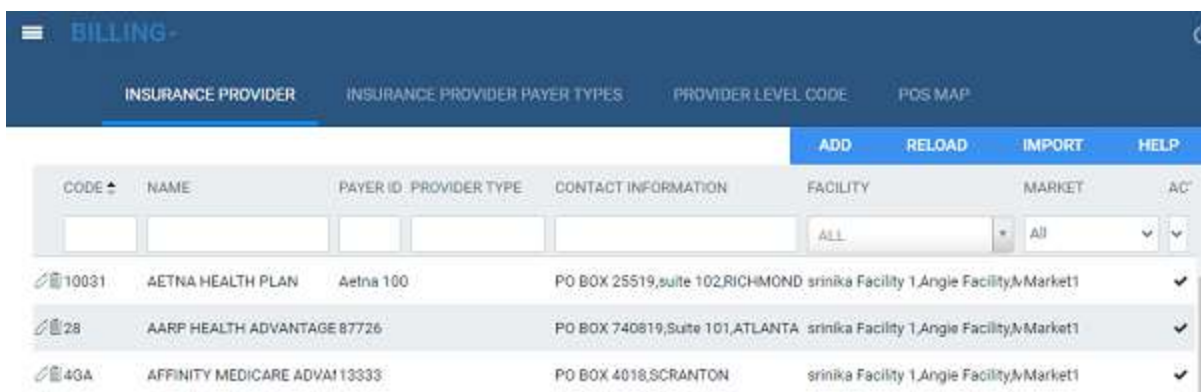 BILLING-
INSURANCE PROVIDER INSURANCE PROVIDER PAYER TYPES PROVIDER LEVEL CODE POS MAP
ADD RELOAD IMPORT HELP
CODE NAME PAYER ID PROVIDER TYPE CONTACT INFORMATION FACILITY MARKET
ALL All
10031 AETNA HEALTH PLAN Aetna 100 PO BOX 25519,suite 102,RICHMOND srinika Facility 1,Angie Facility, Market1
28 AARP HEALTH ADVANTAGE 87726 PO BOX 740819,Suite 101,ATLANTA srinika Facility 1,Angie Facility, Market1
4GA AFFINITY MEDICARE 13333 PO BOX 4018,SCRANTON srinika Facility 1,Angie Facility, Market1